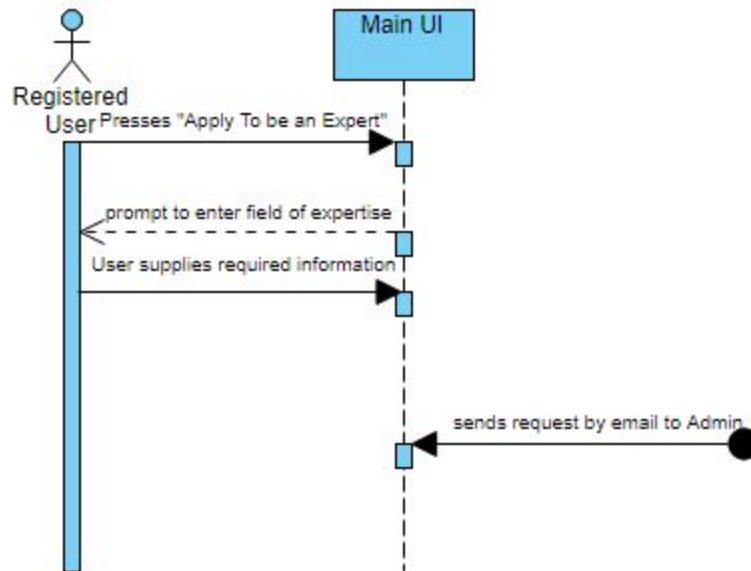 Main UI
Registered
User
Presses "Apply To be an Expert"
prompt to enter field of expertise
User supplies required information
sends request by email to Admin